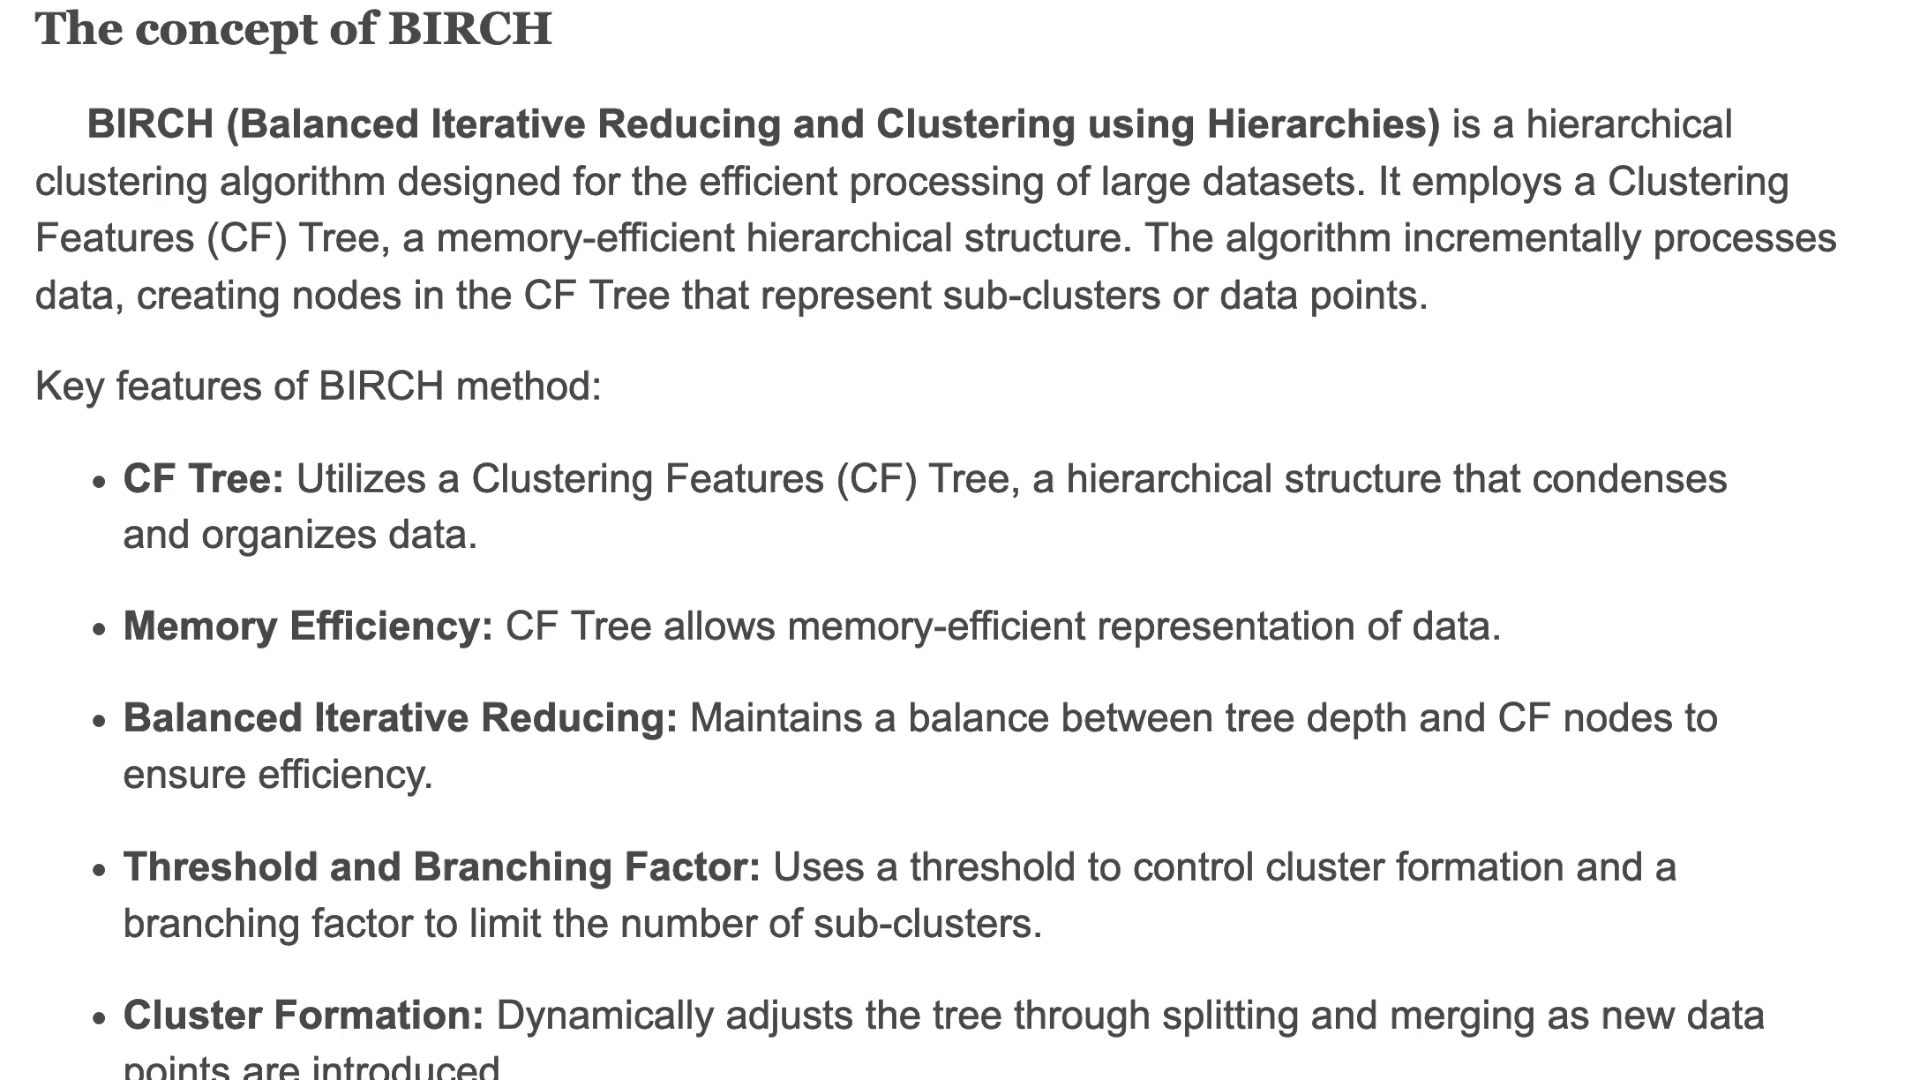 The concept of BIRCH
BIRCH (Balanced Iterative Reducing and Clustering using Hierarchies) is a hierarchical
clustering algorithm designed for the efficient processing of large datasets. It employs a Clustering
Features (CF) Tree, a memory-efficient hierarchical structure. The algorithm incrementally processes
data, creating nodes in the CF Tree that represent sub-clusters or data points.
Key features of BIRCH method:
• CF Tree: Utilizes a Clustering Features (CF) Tree, a hierarchical structure that condenses
and organizes data.
• Memory Efficiency: CF Tree allows memory-efficient representation of data.
• Balanced Iterative Reducing: Maintains a balance between tree depth and CF nodes to
ensure efficiency.
• Threshold and Branching Factor: Uses a threshold to control cluster formation and a
branching factor to limit the number of sub-clusters.
• Cluster Formation: Dynamically adjusts the tree through splitting and merging as new data
points are introduced